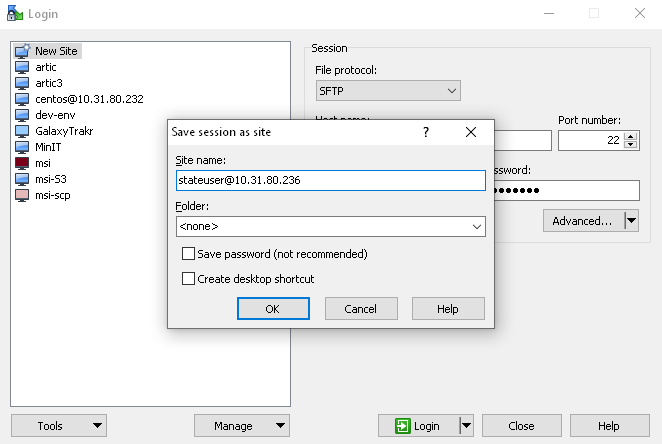 Login
New Site
artic
artic3
centos@10.31.80.232
dev-env
GalaxyTrakr
MinIT
msi
msi-S3
msi-scp
Session
File protocol:
SFTP
Host name:
Port number:
22
assword:
Advanced...
Save session as site
?
Site name:
stateuser@10.31.80.236
Folder:
<none>
Save password (not recommended)
Create desktop shortcut
OK
Cancel
Help
Tools
Manage
Login
Close
Help